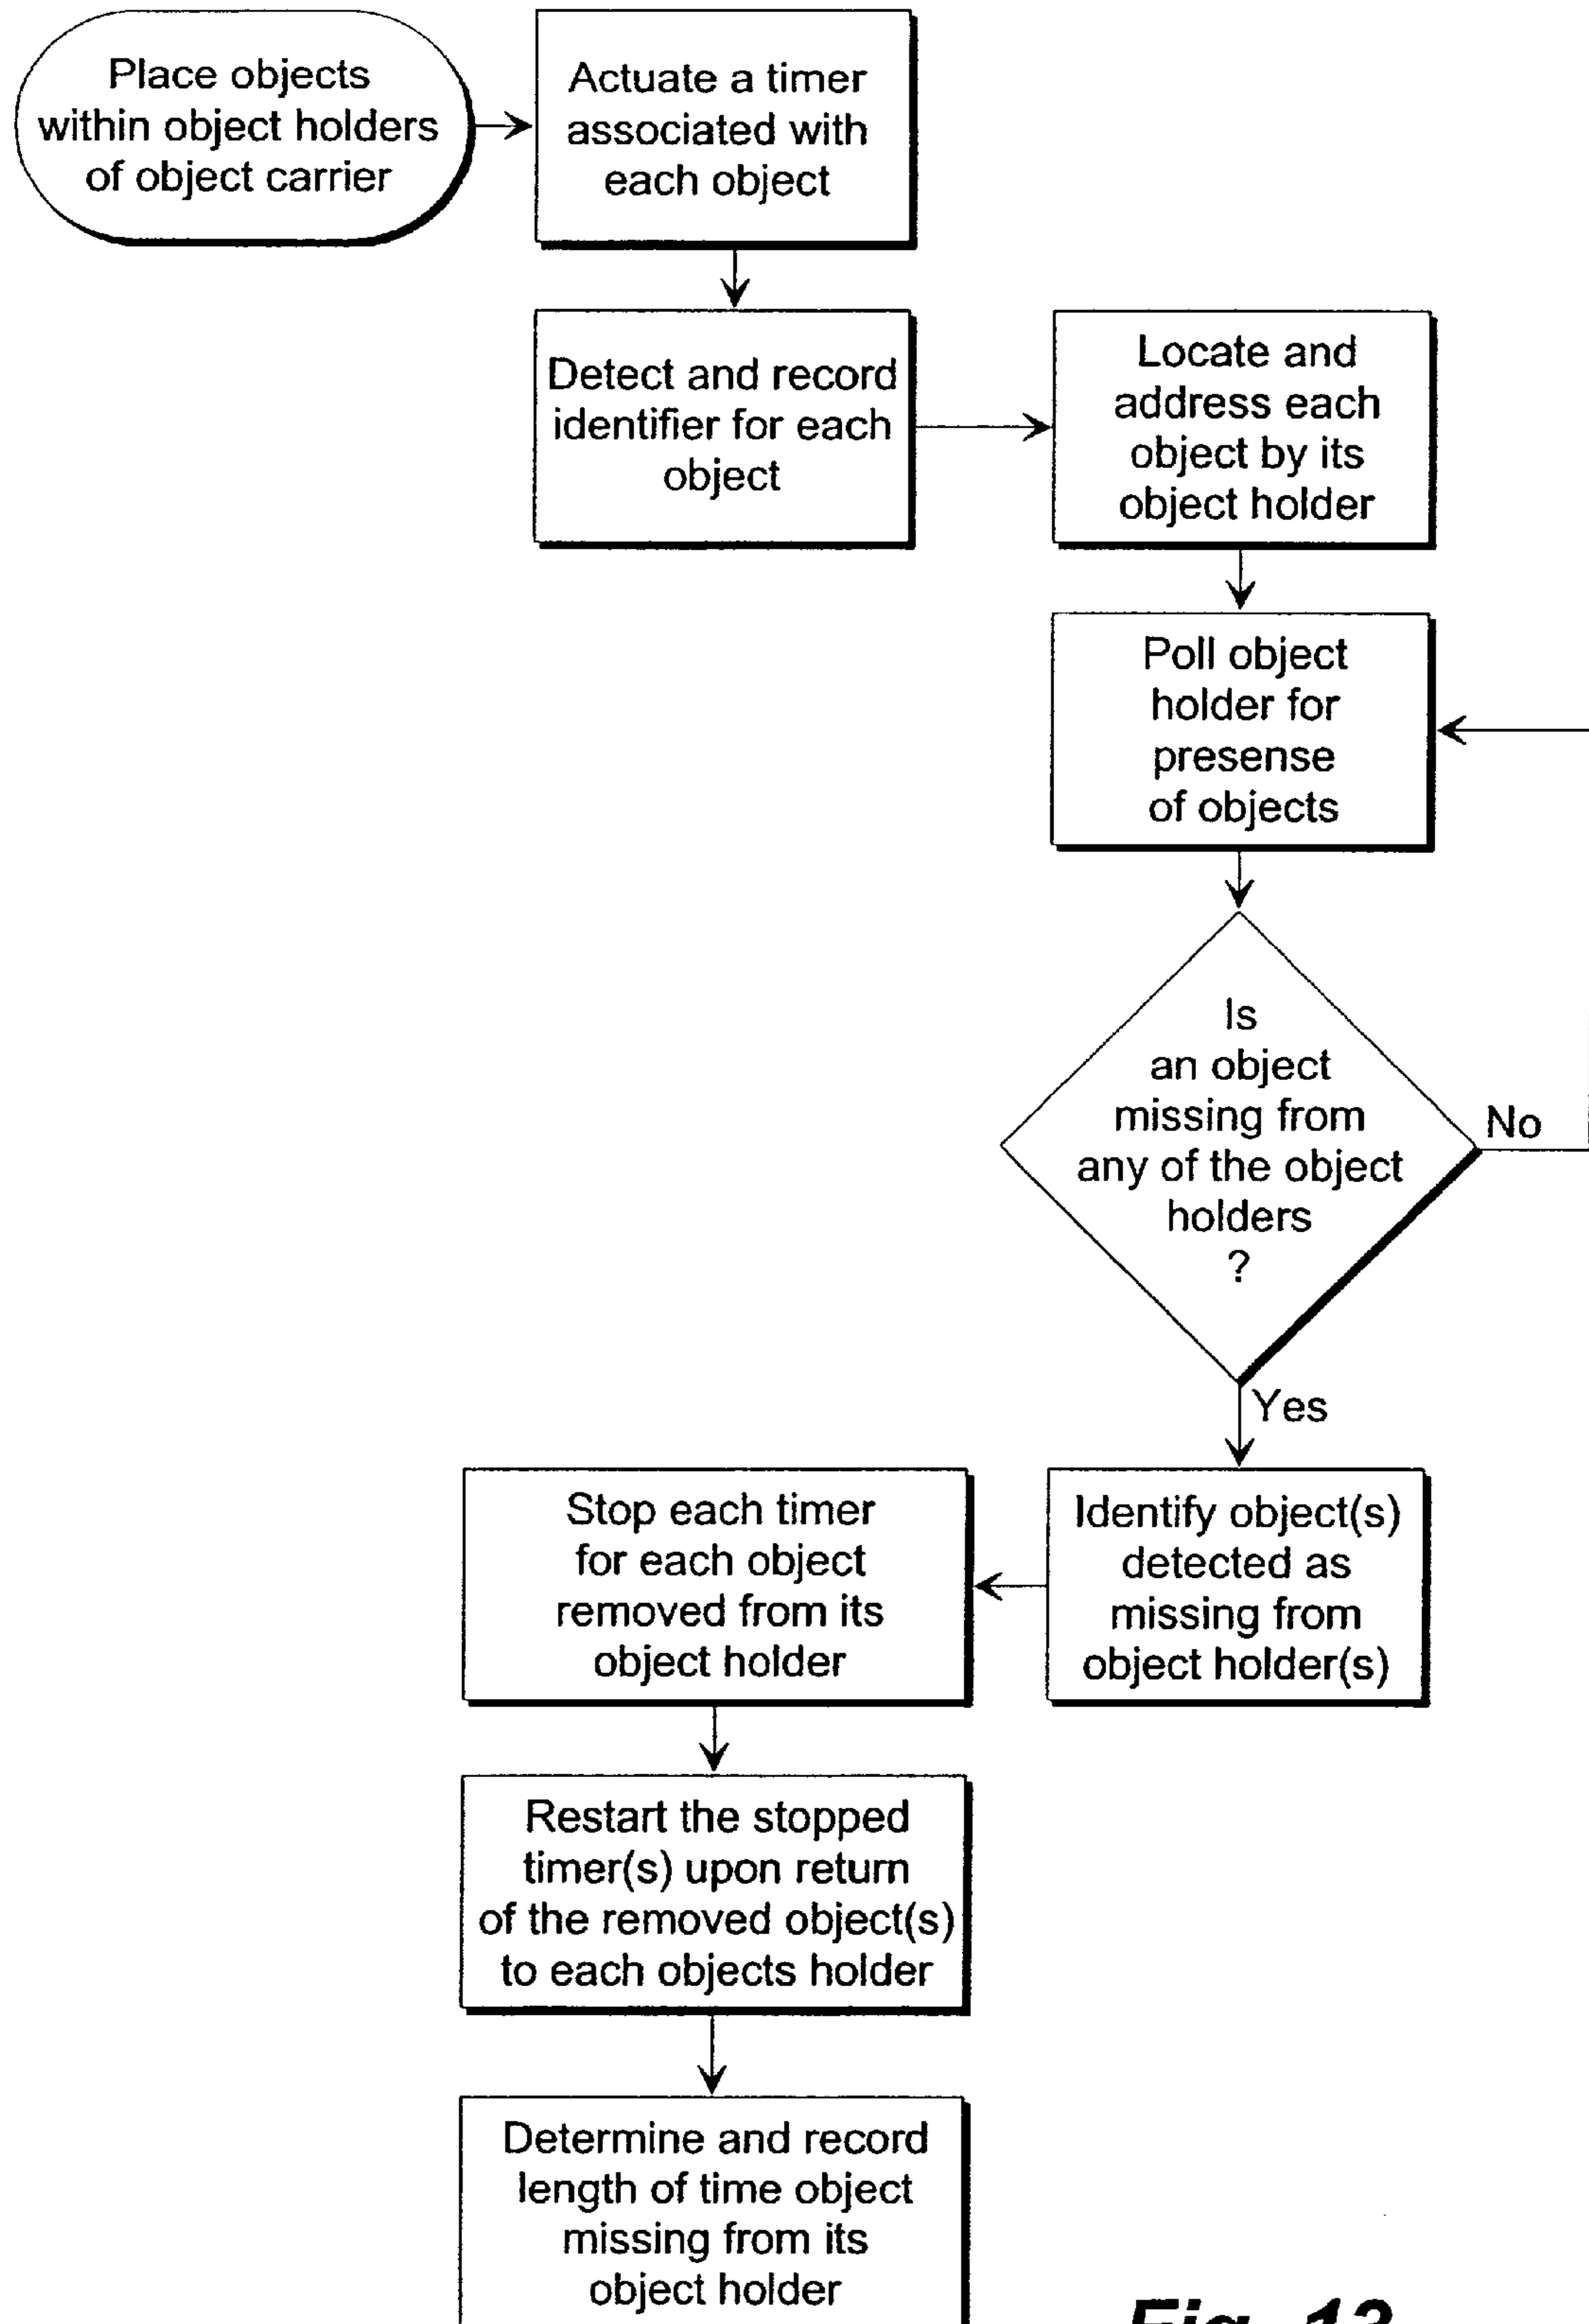 Place objects
within object holders
of object carrier
Actuate a timer
associated with
each object
Detect and record
identifier for each
object
Locate and
address each
object by its
object holder
Poll object
holder for
presense
of objects
Is
an object
missing from
any of the object
holders
?
No
Yes
Identify object(s)
detected as
missing from
object holder(s)
Stop each timer
for each object
removed from its
object holder
Restart the stopped
timer(s) upon return
of the removed object(s)
to each objects holder
Determine and record
length of time object
missing from its
object holder
Fig.